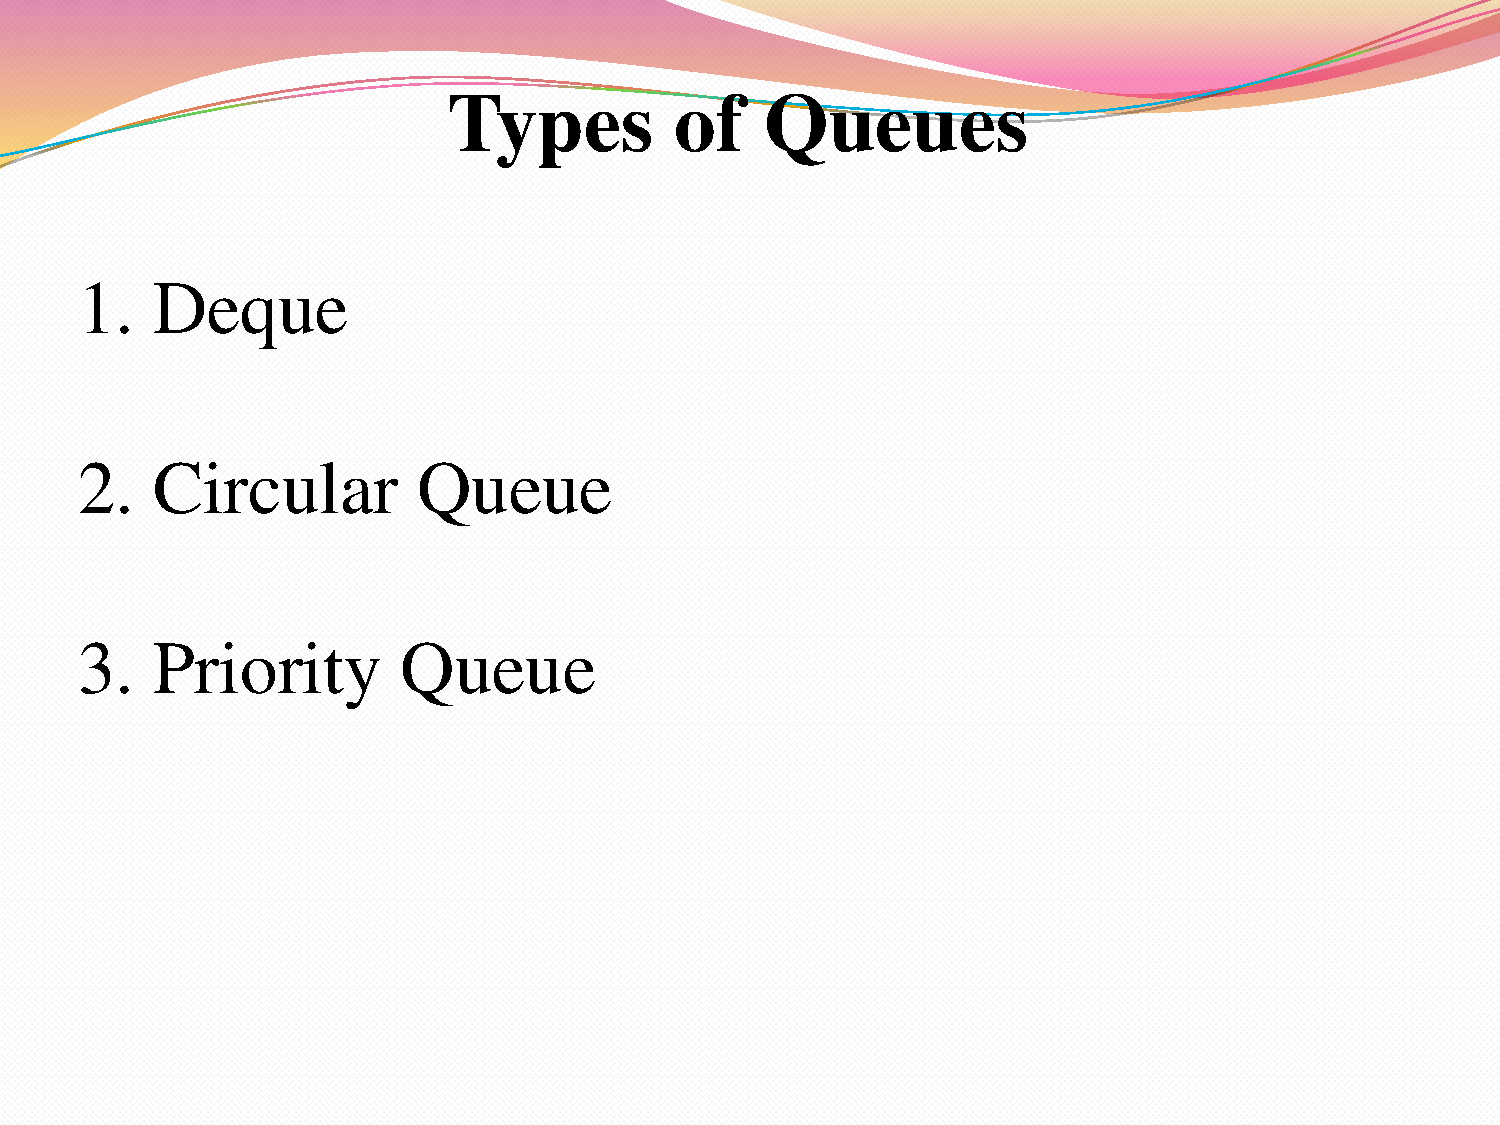 Types of Queues
1. Deque
2. Circular Queue
3. Priority Queue